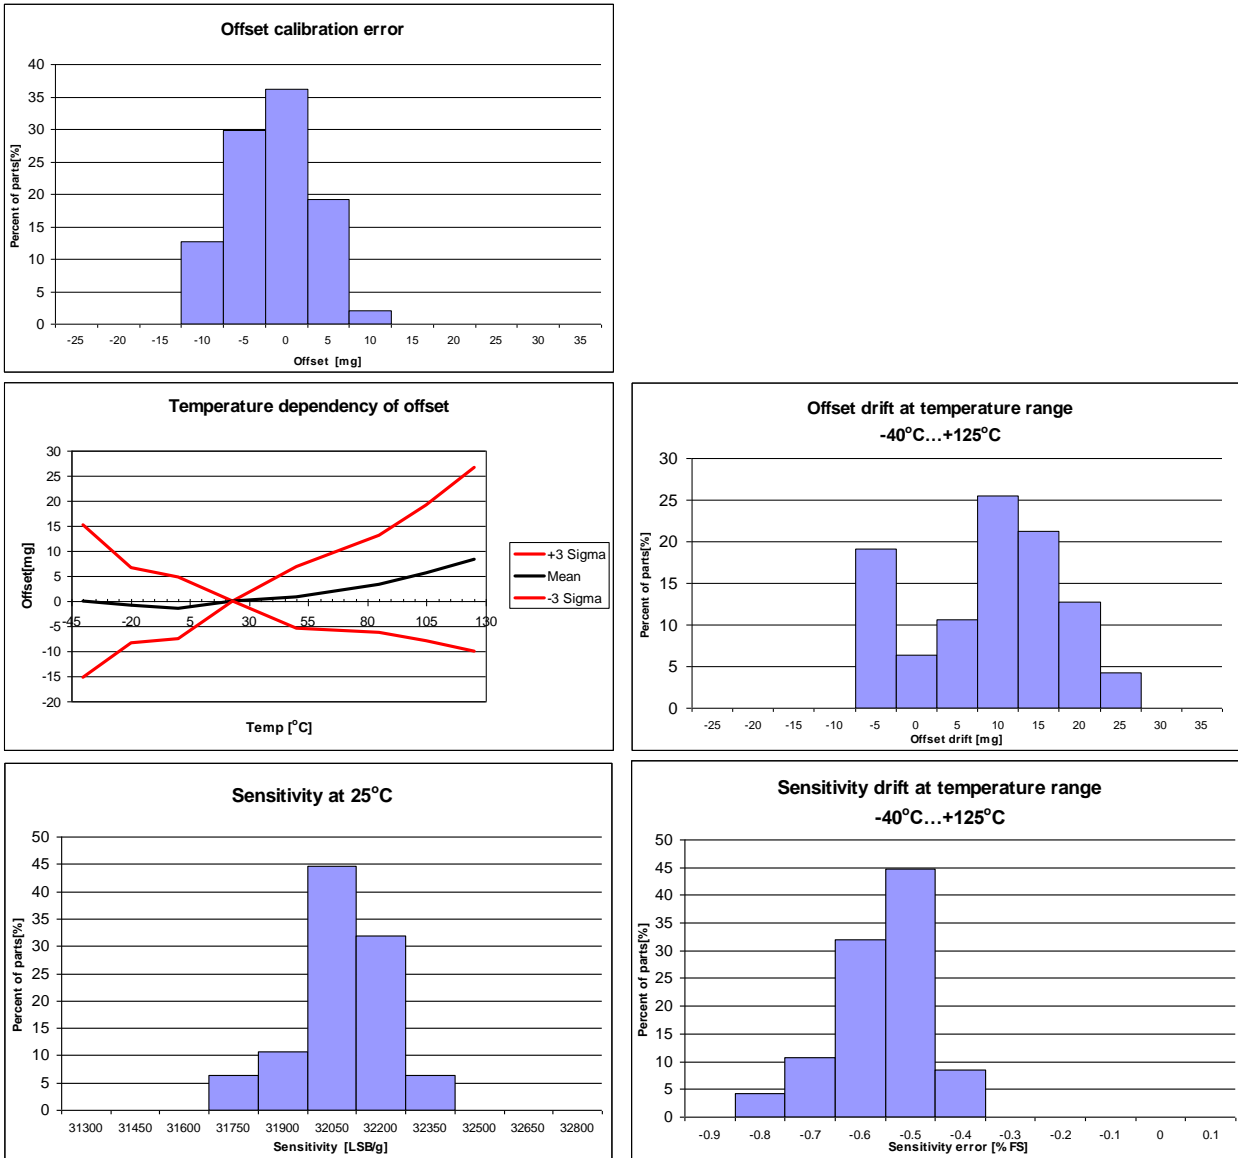 Offset calibration error
40
35
30
25
20
15
10
5
0
Percent of parts[%]
-25 -20 -15 -10 -5 0 5 10 15 20 25 30 35
Offset [mg]
Temperature dependency of offset
30
25
20
15
10
5
0
-5
-10
-15
-20
Offset[mg]
-45 -20 5 30 55 80 105 130
Temp [°C]
+3 Sigma
Mean
-3 Sigma
Offset drift at temperature range
-40°C...+125°C
30
25
20
15
10
5
0
Percent of parts[%]
-25 -20 -15 -10 -5 0 5 10 15 20 25 30 35
Offset drift [mg]
Sensitivity at 25°C
50
45
40
35
30
25
20
15
10
5
0
Percent of parts[%]
31300 31450 31600 31750 31900 32050 32200 32350 32500 32650 32800
Sensitivity [LSB/g]
Sensitivity drift at temperature range
-40°C...+125°C
50
45
40
35
30
25
20
15
10
5
0
Percent of parts[%]
-0.9 -0.8 -0.7 -0.6 -0.5 -0.4 -0.3 -0.2 -0.1 0 0.1
Sensitivity error [% FS]